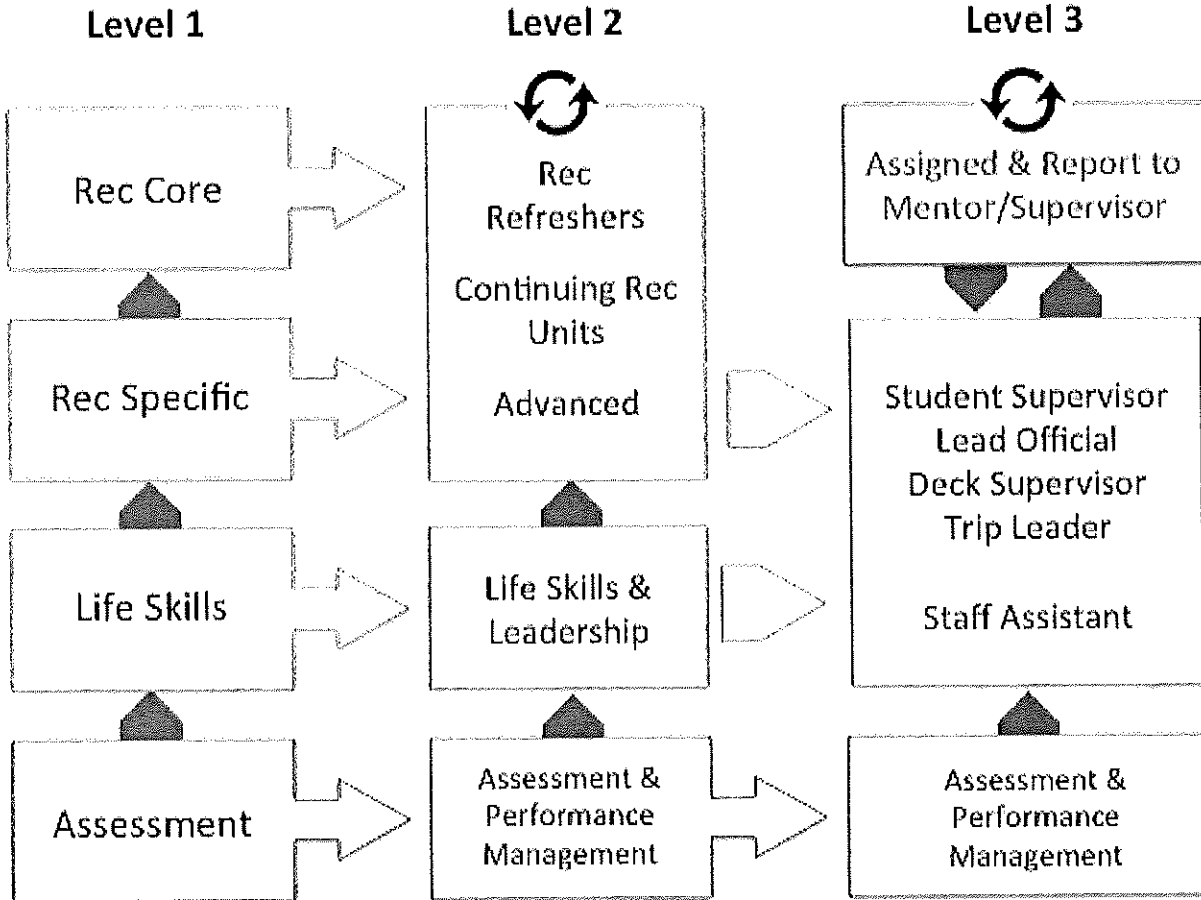 Level 1
Level 2
Level 3
Rec Core
Rec Specific
Life Skills
Assessment
Rec
Refreshers
Continuing Rec
Units
Advanced
Life Skills &
Leadership
Assessment &
Performance
Management
Assigned & Report to
Mentor/Supervisor
Student Supervisor
Lead Official
Deck Supervisor
Trip Leader
Staff Assistant
Assessment &
Performance
Management